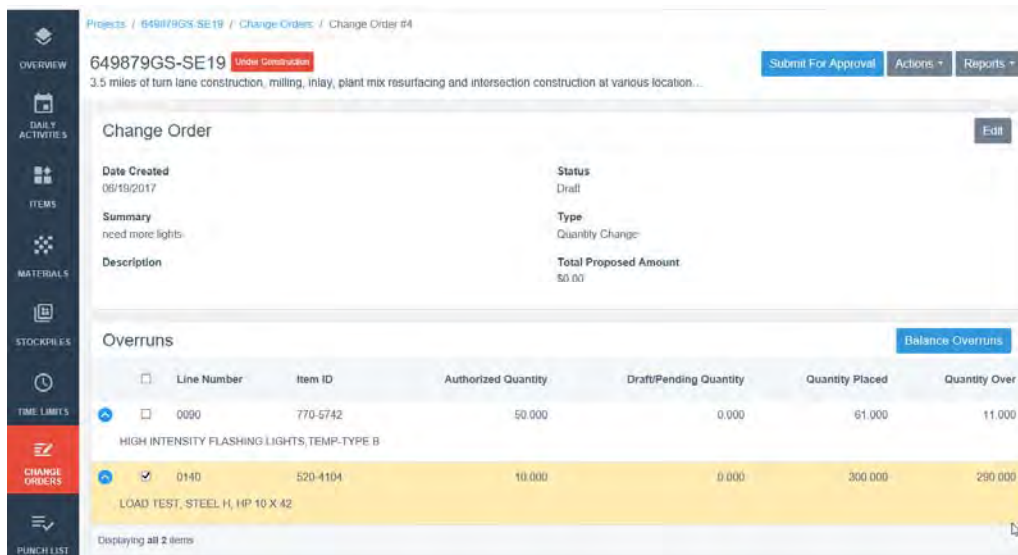 Projects / 649879GS-SE19 / Change Orders / Change Order #4
OVERVIEW
649879GS-SE19 Under Construction
Submit For Approval Actions Reports
3.5 miles of turn lane construction, milling, inlay, plant mix resurfacing and intersection construction at various location...
DAILY ACTIVITIES
Change Order Edit
Date Created Status
06/19/2017 Draft
ITEMS
Summary Type
need more lights Quantity Change
MATERIALS
Description Total Proposed Amount
$0.00
STOCKPILES
Overruns Balance Overruns
Line Number Item ID Authorized Quantity Draft/Pending Quantity Quantity Placed Quantity Over
TIME LIMITS
0090 770-5742 50.000 0.000 61.000 11.000
HIGH INTENSITY FLASHING LIGHTS,TEMP-TYPE B
CHANGE ORDERS
0140 520-4104 10.000 0.000 300.000 290.000
LOAD TEST, STEEL H, HP 10 X 42
PUNCH LIST
Displaying all 2 items